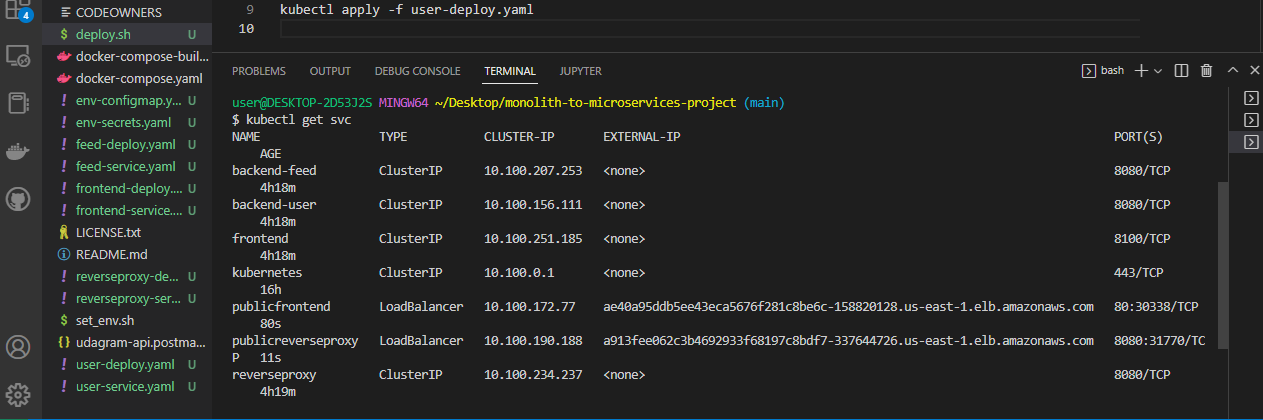 4
CODEOWNERS
$ deploy.sh U
docker-compose-buil...
docker-compose.yaml
! env-configmap.y... U
! env-secrets.yaml U
! feed-deploy.yaml U
! feed-service.yaml U
! frontend-deploy.... U
! frontend-service.... U
LICENSE.txt
README.md
! reverseproxy-de... U
! reverseproxy-ser... U
$ set_env.sh
{} udagram-api.postma...
! user-deploy.yaml U
! user-service.yaml U
9 kubectl apply -f user-deploy.yaml
10
PROBLEMS OUTPUT DEBUG CONSOLE TERMINAL JUPYTER bash
user@DESKTOP-2D53J2S MINGW64 ~/Desktop/monolith-to-microservices-project (main)
$ kubectl get svc
NAME TYPE CLUSTER-IP EXTERNAL-IP PORT(S)
AGE
backend-feed ClusterIP 10.100.207.253 <none> 8080/TCP
4h18m
backend-user ClusterIP 10.100.156.111 <none> 8080/TCP
4h18m
frontend ClusterIP 10.100.251.185 <none> 8100/TCP
4h18m
kubernetes ClusterIP 10.100.0.1 <none> 443/TCP
16h
publicfrontend LoadBalancer 10.100.172.77 ae40a95ddb5ee43eca5676f281c8be6c-158820128.us-east-1.elb.amazonaws.com 80:30338/TCP
80s
publicreverseproxy LoadBalancer 10.100.190.188 a913fee062c3b4692933f68197c8bdf7-337644726.us-east-1.elb.amazonaws.com 8080:31770/TC
P 11s
reverseproxy ClusterIP 10.100.234.237 <none> 8080/TCP
4h19m